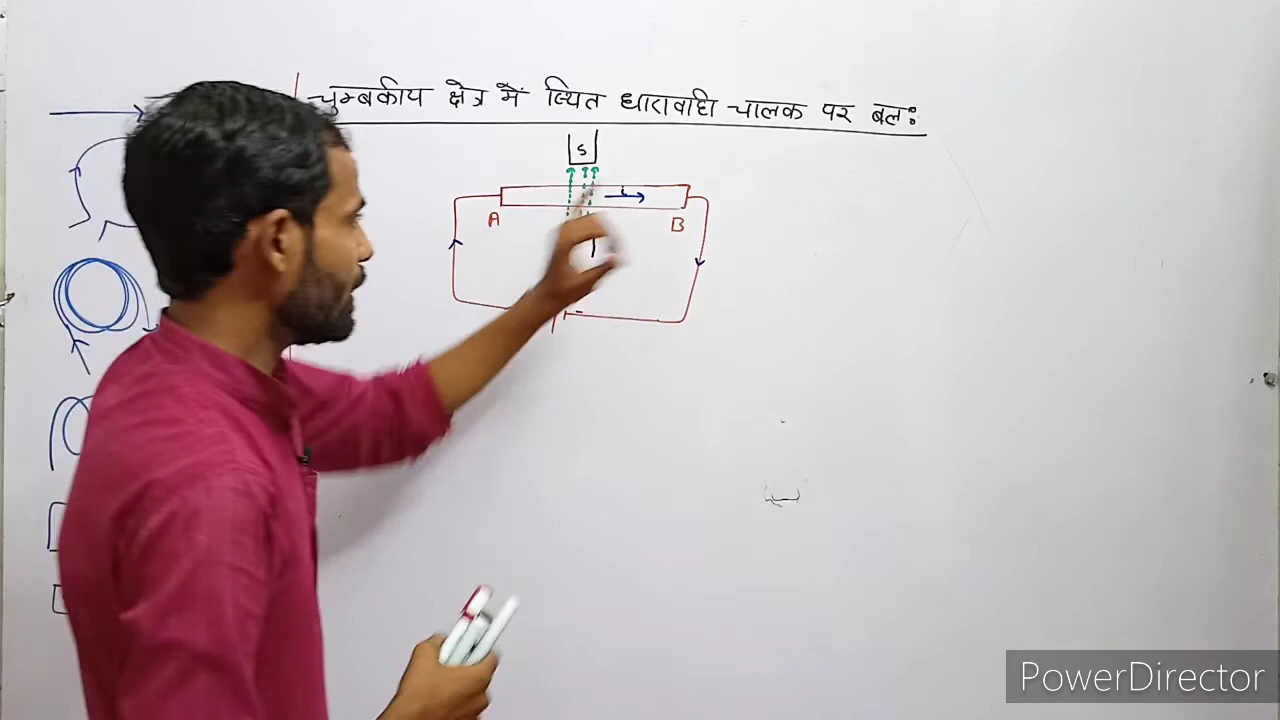 चुम्बकीय क्षेत्र में स्थित धारावाही चालक पर बल:
S
i
A
B
PowerDirector